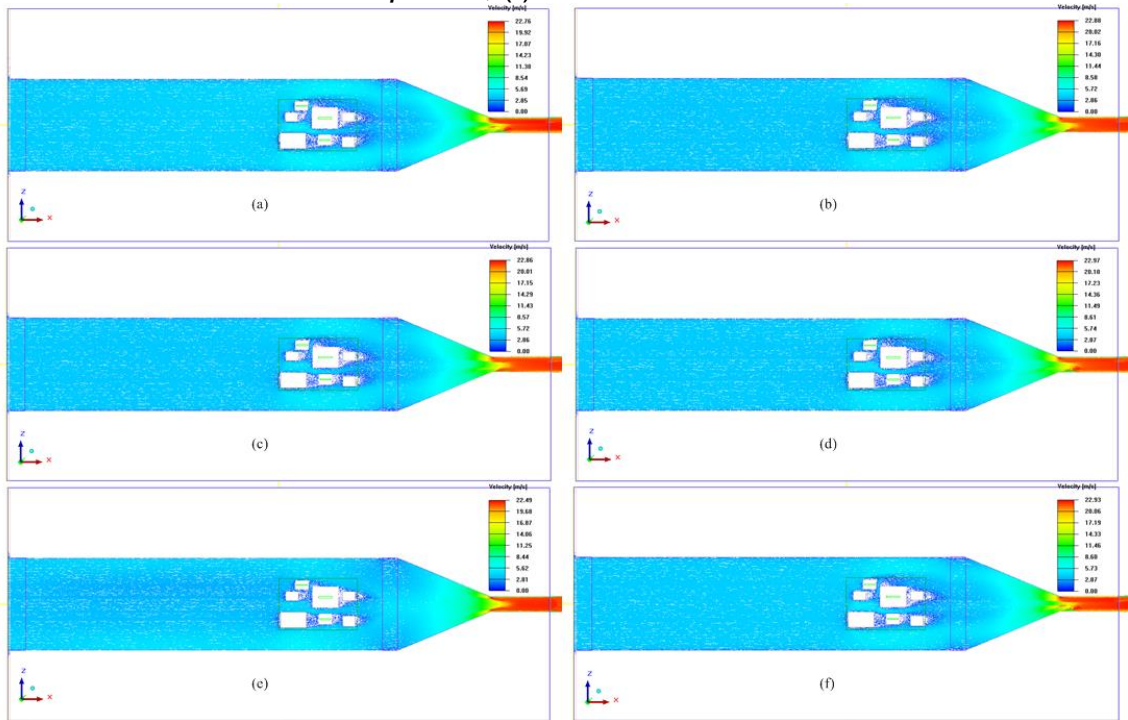 Velocity [m/s]
22.76
19.92
17.07
14.23
11.38
8.54
5.69
2.85
0.00
Z
X
(a)
22.88
20.02
17.16
14.30
11.44
8.58
5.72
2.86
0.00
Z
X
(b)
Velocity [m/s]
22.86
20.01
17.15
14.29
11.43
8.57
5.72
2.86
0.00
Z
X
(c)
Velocity [m/s]
22.97
20.10
17.23
14.36
11.49
8.61
5.74
2.87
0.00
Z
X
(d)
Velocity [m/s]
22.49
19.68
16.87
14.06
11.25
8.44
5.62
2.81
0.00
Z
X
(e)
Velocity [m/s]
22.93
20.06
17.19
14.33
11.46
8.60
5.73
2.87
0.00
Z
X
(f)